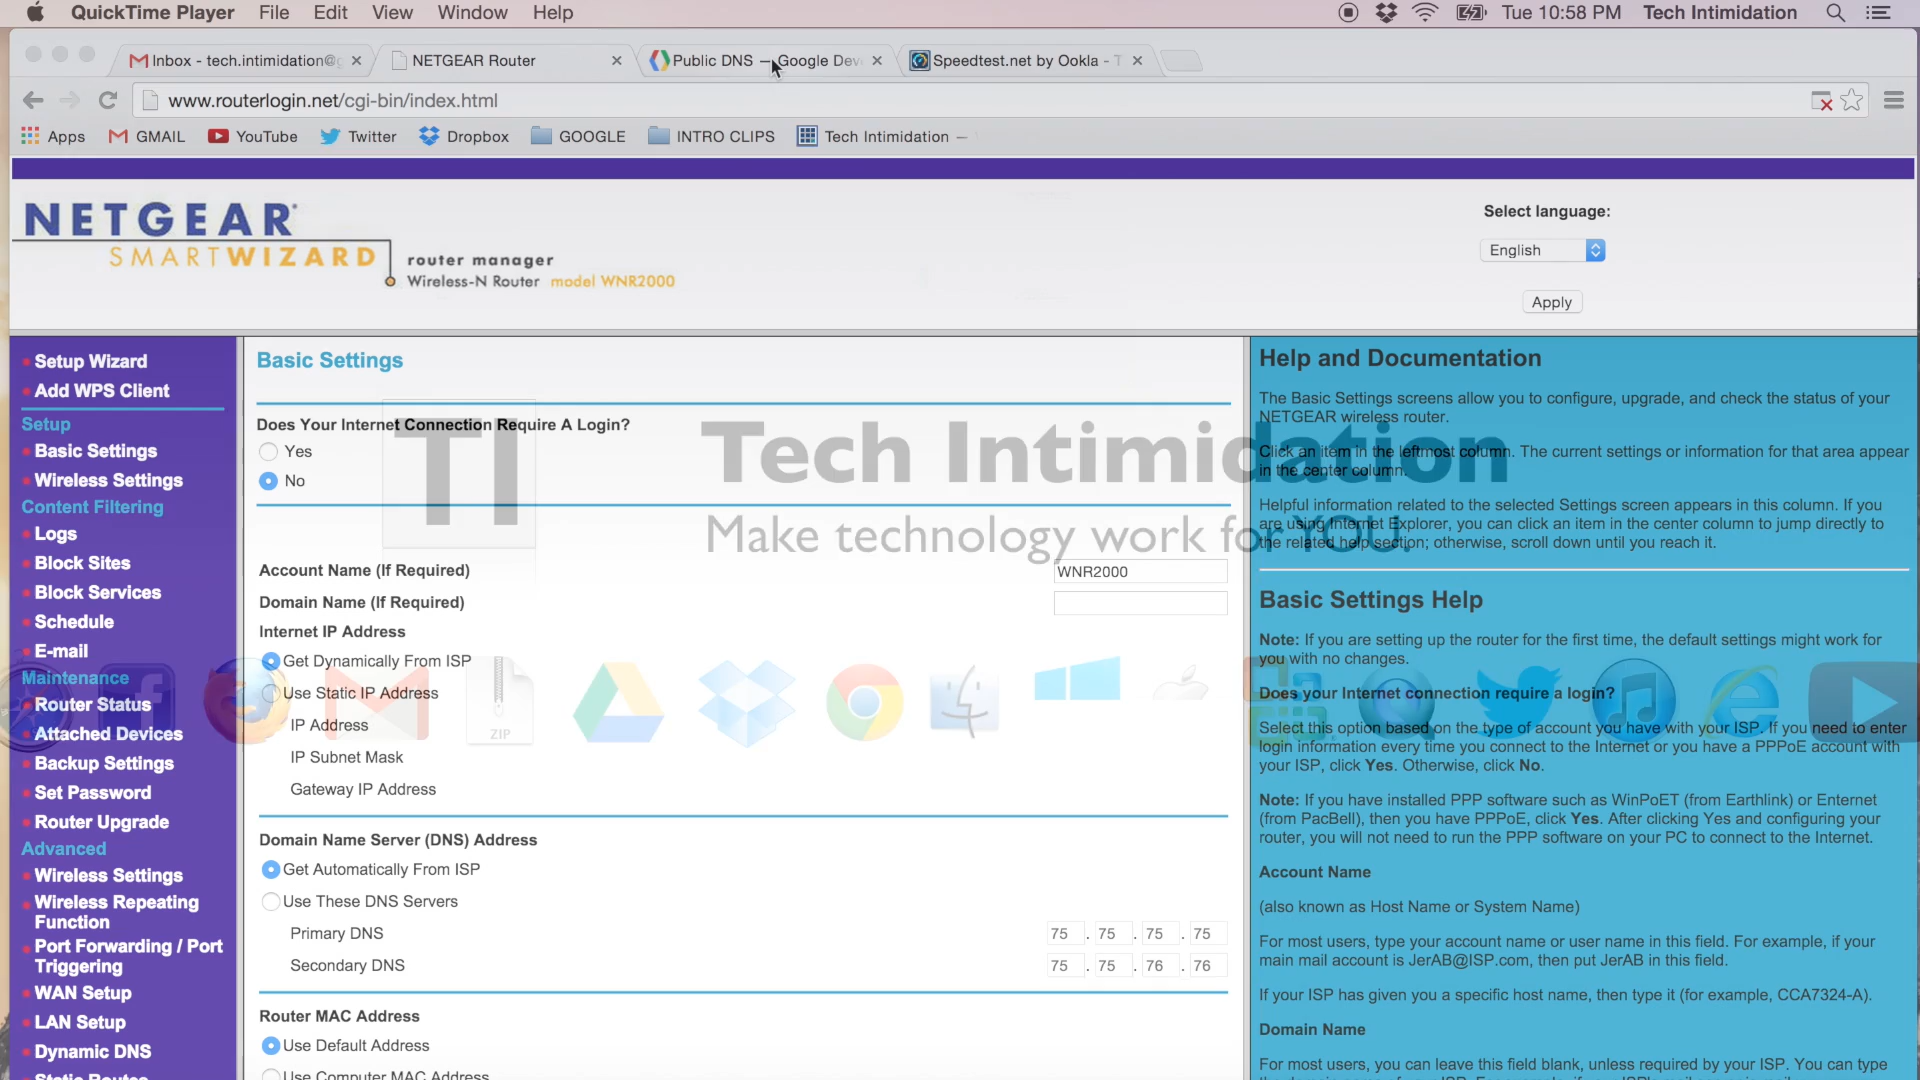 QuickTime Player File Edit View Window Help Tue 10:58 PM Tech Intimidation
Inbox - tech.intimidation@g NETGEAR Router Public DNS — Google Dev Speedtest.net by Ookla - T
www.routerlogin.net/cgi-bin/index.html
Apps GMAIL YouTube Twitter Dropbox GOOGLE INTRO CLIPS Tech Intimidation —
NETGEAR
SMARTWIZARD
router manager
Wireless-N Router model WNR2000
Select language:
English
Apply
Setup Wizard
Add WPS Client
Setup
Basic Settings
Wireless Settings
Content Filtering
Logs
Block Sites
Block Services
Schedule
E-mail
Maintenance
Router Status
Attached Devices
Backup Settings
Set Password
Router Upgrade
Advanced
Wireless Settings
Wireless Repeating
Function
Port Forwarding / Port
Triggering
WAN Setup
LAN Setup
Dynamic DNS
Static Routes
Basic Settings
Does Your Internet Connection Require A Login?
Yes
No
TI
Tech Intimidation
Make technology work for YOU.
Account Name (If Required) WNR2000
Domain Name (If Required)
Internet IP Address
Get Dynamically From ISP
Use Static IP Address
IP Address
IP Subnet Mask
Gateway IP Address
ZIP
Domain Name Server (DNS) Address
Get Automatically From ISP
Use These DNS Servers
Primary DNS 75 . 75 . 75 . 75
Secondary DNS 75 . 75 . 76 . 76
Router MAC Address
Use Default Address
Use Computer MAC Address
Help and Documentation
The Basic Settings screens allow you to configure, upgrade, and check the status of your
NETGEAR wireless router.
Click an item in the leftmost column. The current settings or information for that area appear
in the center column.
Helpful information related to the selected Settings screen appears in this column. If you
are using Internet Explorer, you can click an item in the center column to jump directly to
the related help section; otherwise, scroll down until you reach it.
Basic Settings Help
Note: If you are setting up the router for the first time, the default settings might work for
you with no changes.
Does your Internet connection require a login?
Select this option based on the type of account you have with your ISP. If you need to enter
login information every time you connect to the Internet or you have a PPPoE account with
your ISP, click Yes. Otherwise, click No.
Note: If you have installed PPP software such as WinPoET (from Earthlink) or Enternet
(from PacBell), then you have PPPoE, click Yes. After clicking Yes and configuring your
router, you will not need to run the PPP software on your PC to connect to the Internet.
Account Name
(also known as Host Name or System Name)
For most users, type your account name or user name in this field. For example, if your
main mail account is JerAB@ISP.com, then put JerAB in this field.
If your ISP has given you a specific host name, then type it (for example, CCA7324-A).
Domain Name
For most users, you can leave this field blank, unless required by your ISP. You can type